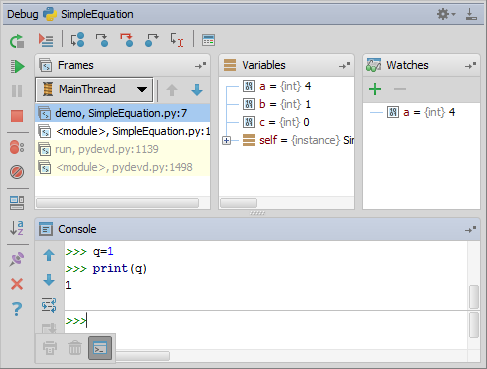 Debug SimpleEquation
Frames
MainThread
demo, SimpleEquation.py:7
<module>, SimpleEquation.py:1
run, pydevd.py:1139
<module>, pydevd.py:1498
Variables
a = {int} 4
b = {int} 1
c = {int} 0
self = {instance} Sim
Watches
a = {int} 4
Console
>>> q=1
>>> print(q)
1
>>>